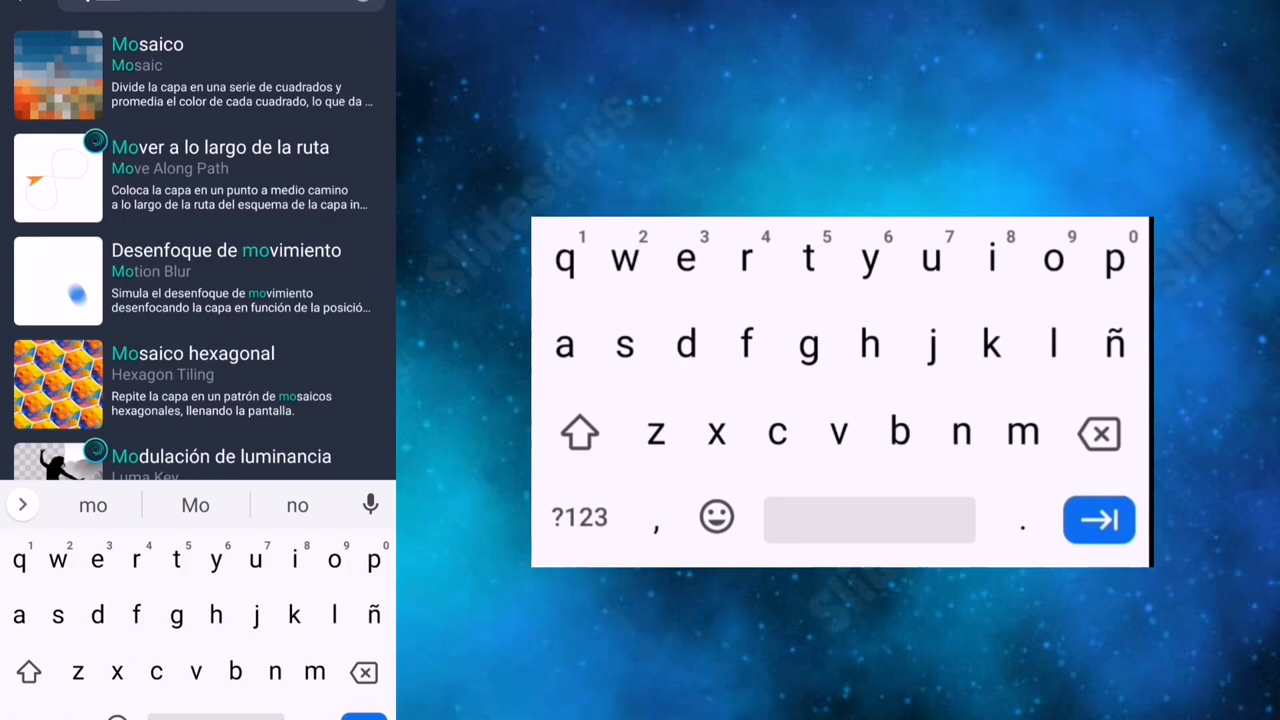 Mosaico
Mosaic
Divide la capa en una serie de cuadrados y
promedia el color de cada cuadrado, lo que da ...
Mover a lo largo de la ruta
Move Along Path
Coloca la capa en un punto a medio camino
a lo largo de la ruta del esquema de la capa in...
Desenfoque de movimiento
Motion Blur
Simula el desenfoque de movimiento
desenfocando la capa en función de la posició...
Mosaico hexagonal
Hexagon Tiling
Repite la capa en un patrón de mosaicos
hexagonales, llenando la pantalla.
Modulación de luminancia
Luma Key
mo Mo no
1 2 3 4 5 6 7 8 9 0
q w e r t y u i o p
a s d f g h j k l ñ
z x c v b n m
1 2 3 4 5 6 7 8 9 0
q w e r t y u i o p
a s d f g h j k l ñ
z x c v b n m
?123 , .